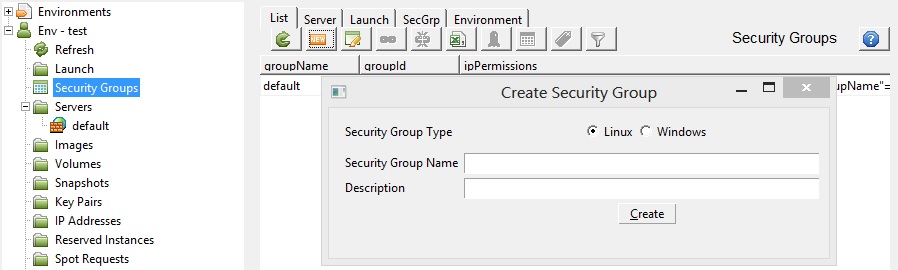 Environments
Env - test
Refresh
Launch
Security Groups
Servers
default
Images
Volumes
Snapshots
Key Pairs
IP Addresses
Reserved Instances
Spot Requests
List Server Launch SecGrp Environment
NEW
Security Groups ?
groupName groupId ipPermissions
default upName"=
Create Security Group
Security Group Type Linux Windows
Security Group Name
Description
Create